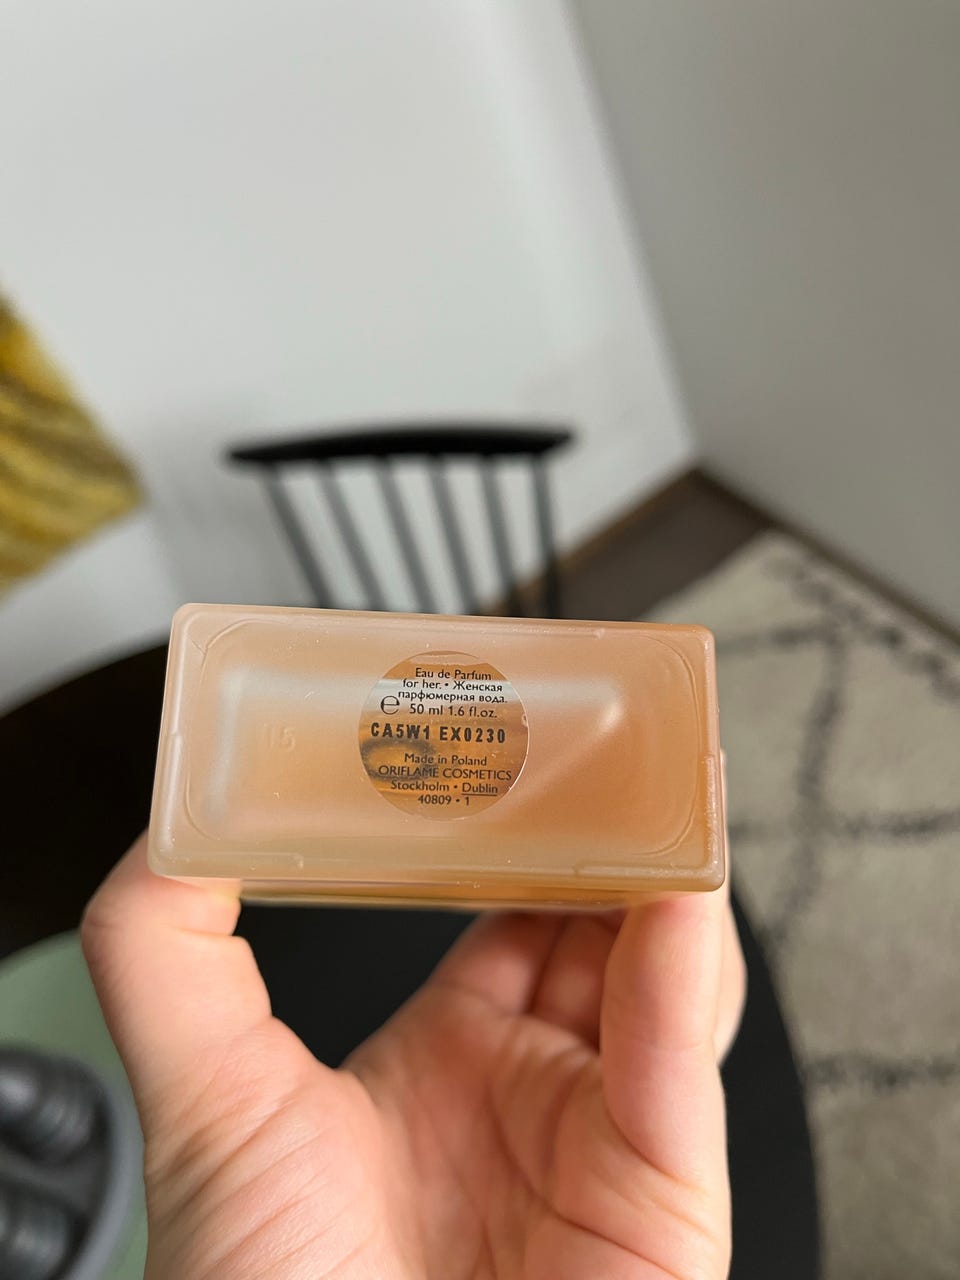 Eau de Parfum
for her. • Женская
парфюмерная вода.
℮ 50 ml 1.6 fl.oz.
CA5W1 EX0230
Made in Poland
ORIFLAME COSMETICS
Stockholm • Dublin
40809 • 1
15